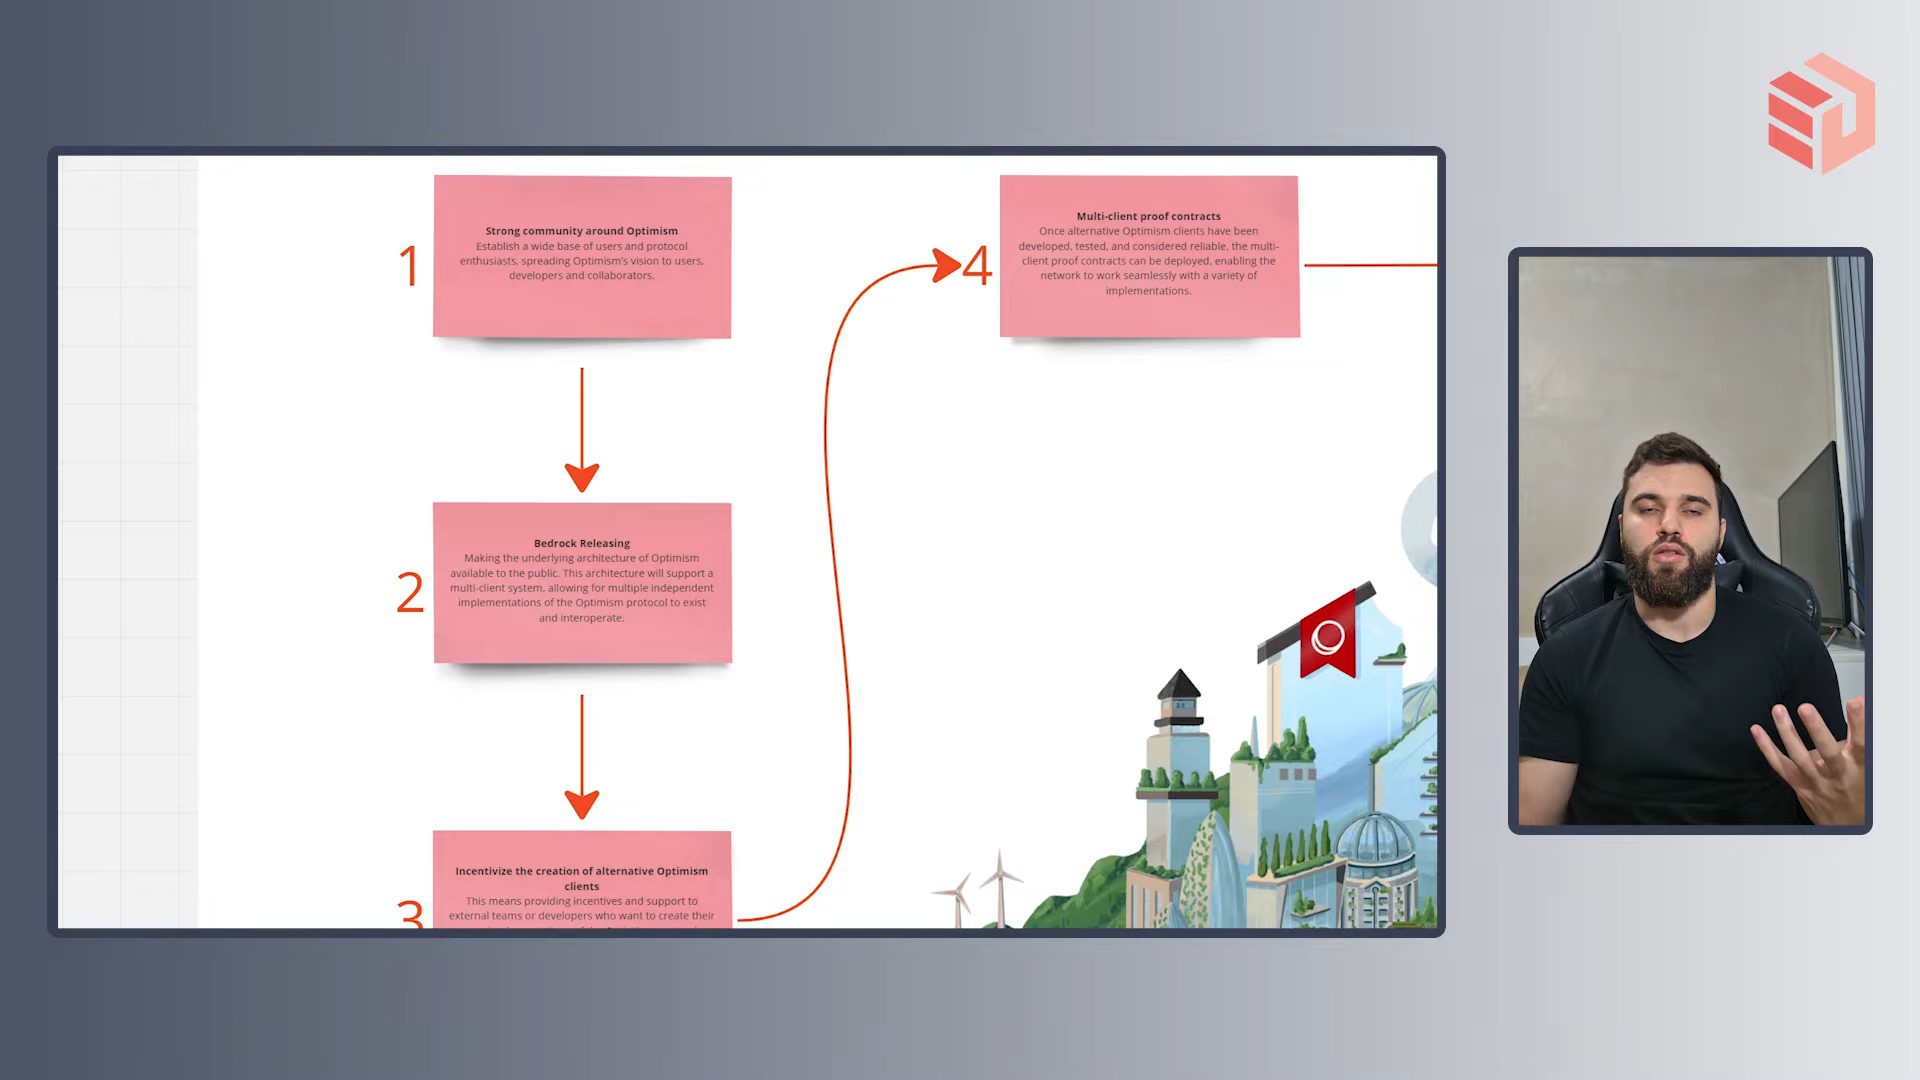 1
Strong community around Optimism
Establish a wide base of users and protocol
enthusiasts, spreading Optimism's vision to users,
developers and collaborators.
2
Bedrock Releasing
Making the underlying architecture of Optimism
available to the public. This architecture will support a
multi-client system, allowing for multiple independent
implementations of the Optimism protocol to exist
and interoperate.
3
Incentivize the creation of alternative Optimism
clients
This means providing incentives and support to
external teams or developers who want to create their
4
Multi-client proof contracts
Once alternative Optimism clients have been
developed, tested, and considered reliable, the multi-
client proof contracts can be deployed, enabling the
network to work seamlessly with a variety of
implementations.